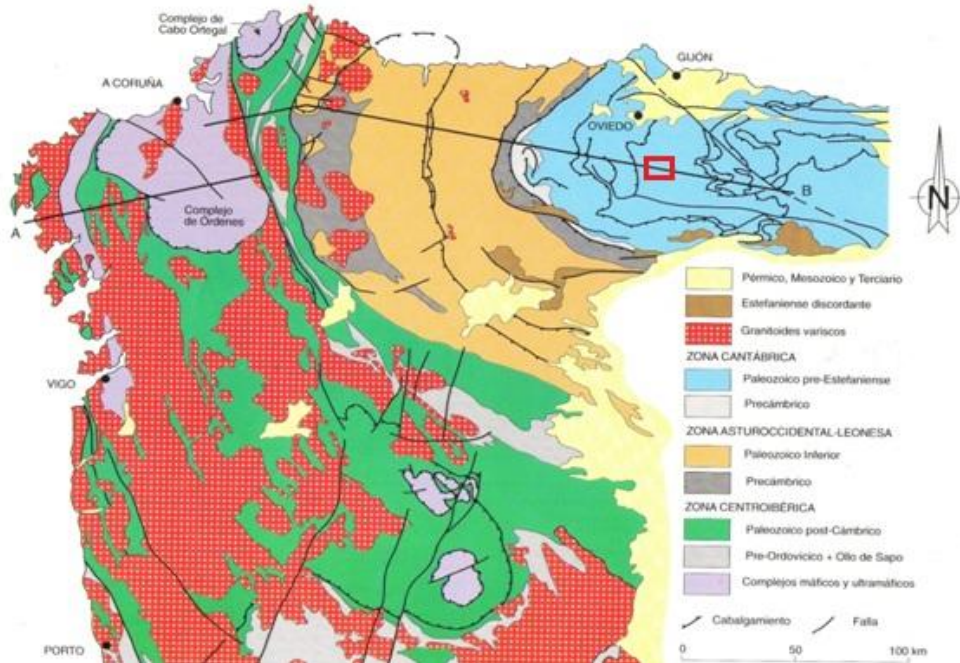 Complejo de
Cabo Ortegal
A CORUÑA
GIJÓN
OVIEDO
B
N
Complejo
de Órdenes
A
VIGO
PORTO
Pérmico, Mesozoico y Terciario
Estefaniense discordante
Granitoides variscos
ZONA CANTÁBRICA
Paleozoico pre-Estefaniense
Precámbrico
ZONA ASTUROCCIDENTAL-LEONESA
Paleozoico Inferior
Precámbrico
ZONA CENTROIBÉRICA
Paleozoico post-Cámbrico
Pre-Ordovícico + Ollo de Sapo
Complejos máficos y ultramáficos
Cabalgamiento
Falla
0 50 100 km